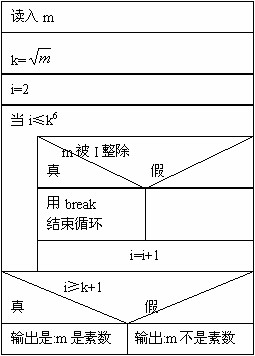 读入 m
k=√m
i=2
当 i≤k⁶
m 被 I 整除
真 假
用 break
结束循环
i=i+1
i≥k+1
真 假
输出是:m 是素数 输出:m 不是素数